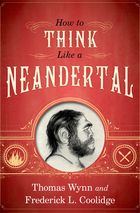 How to
THINK
Like a
NEANDERTAL
Thomas Wynn and
Frederick L. Coolidge